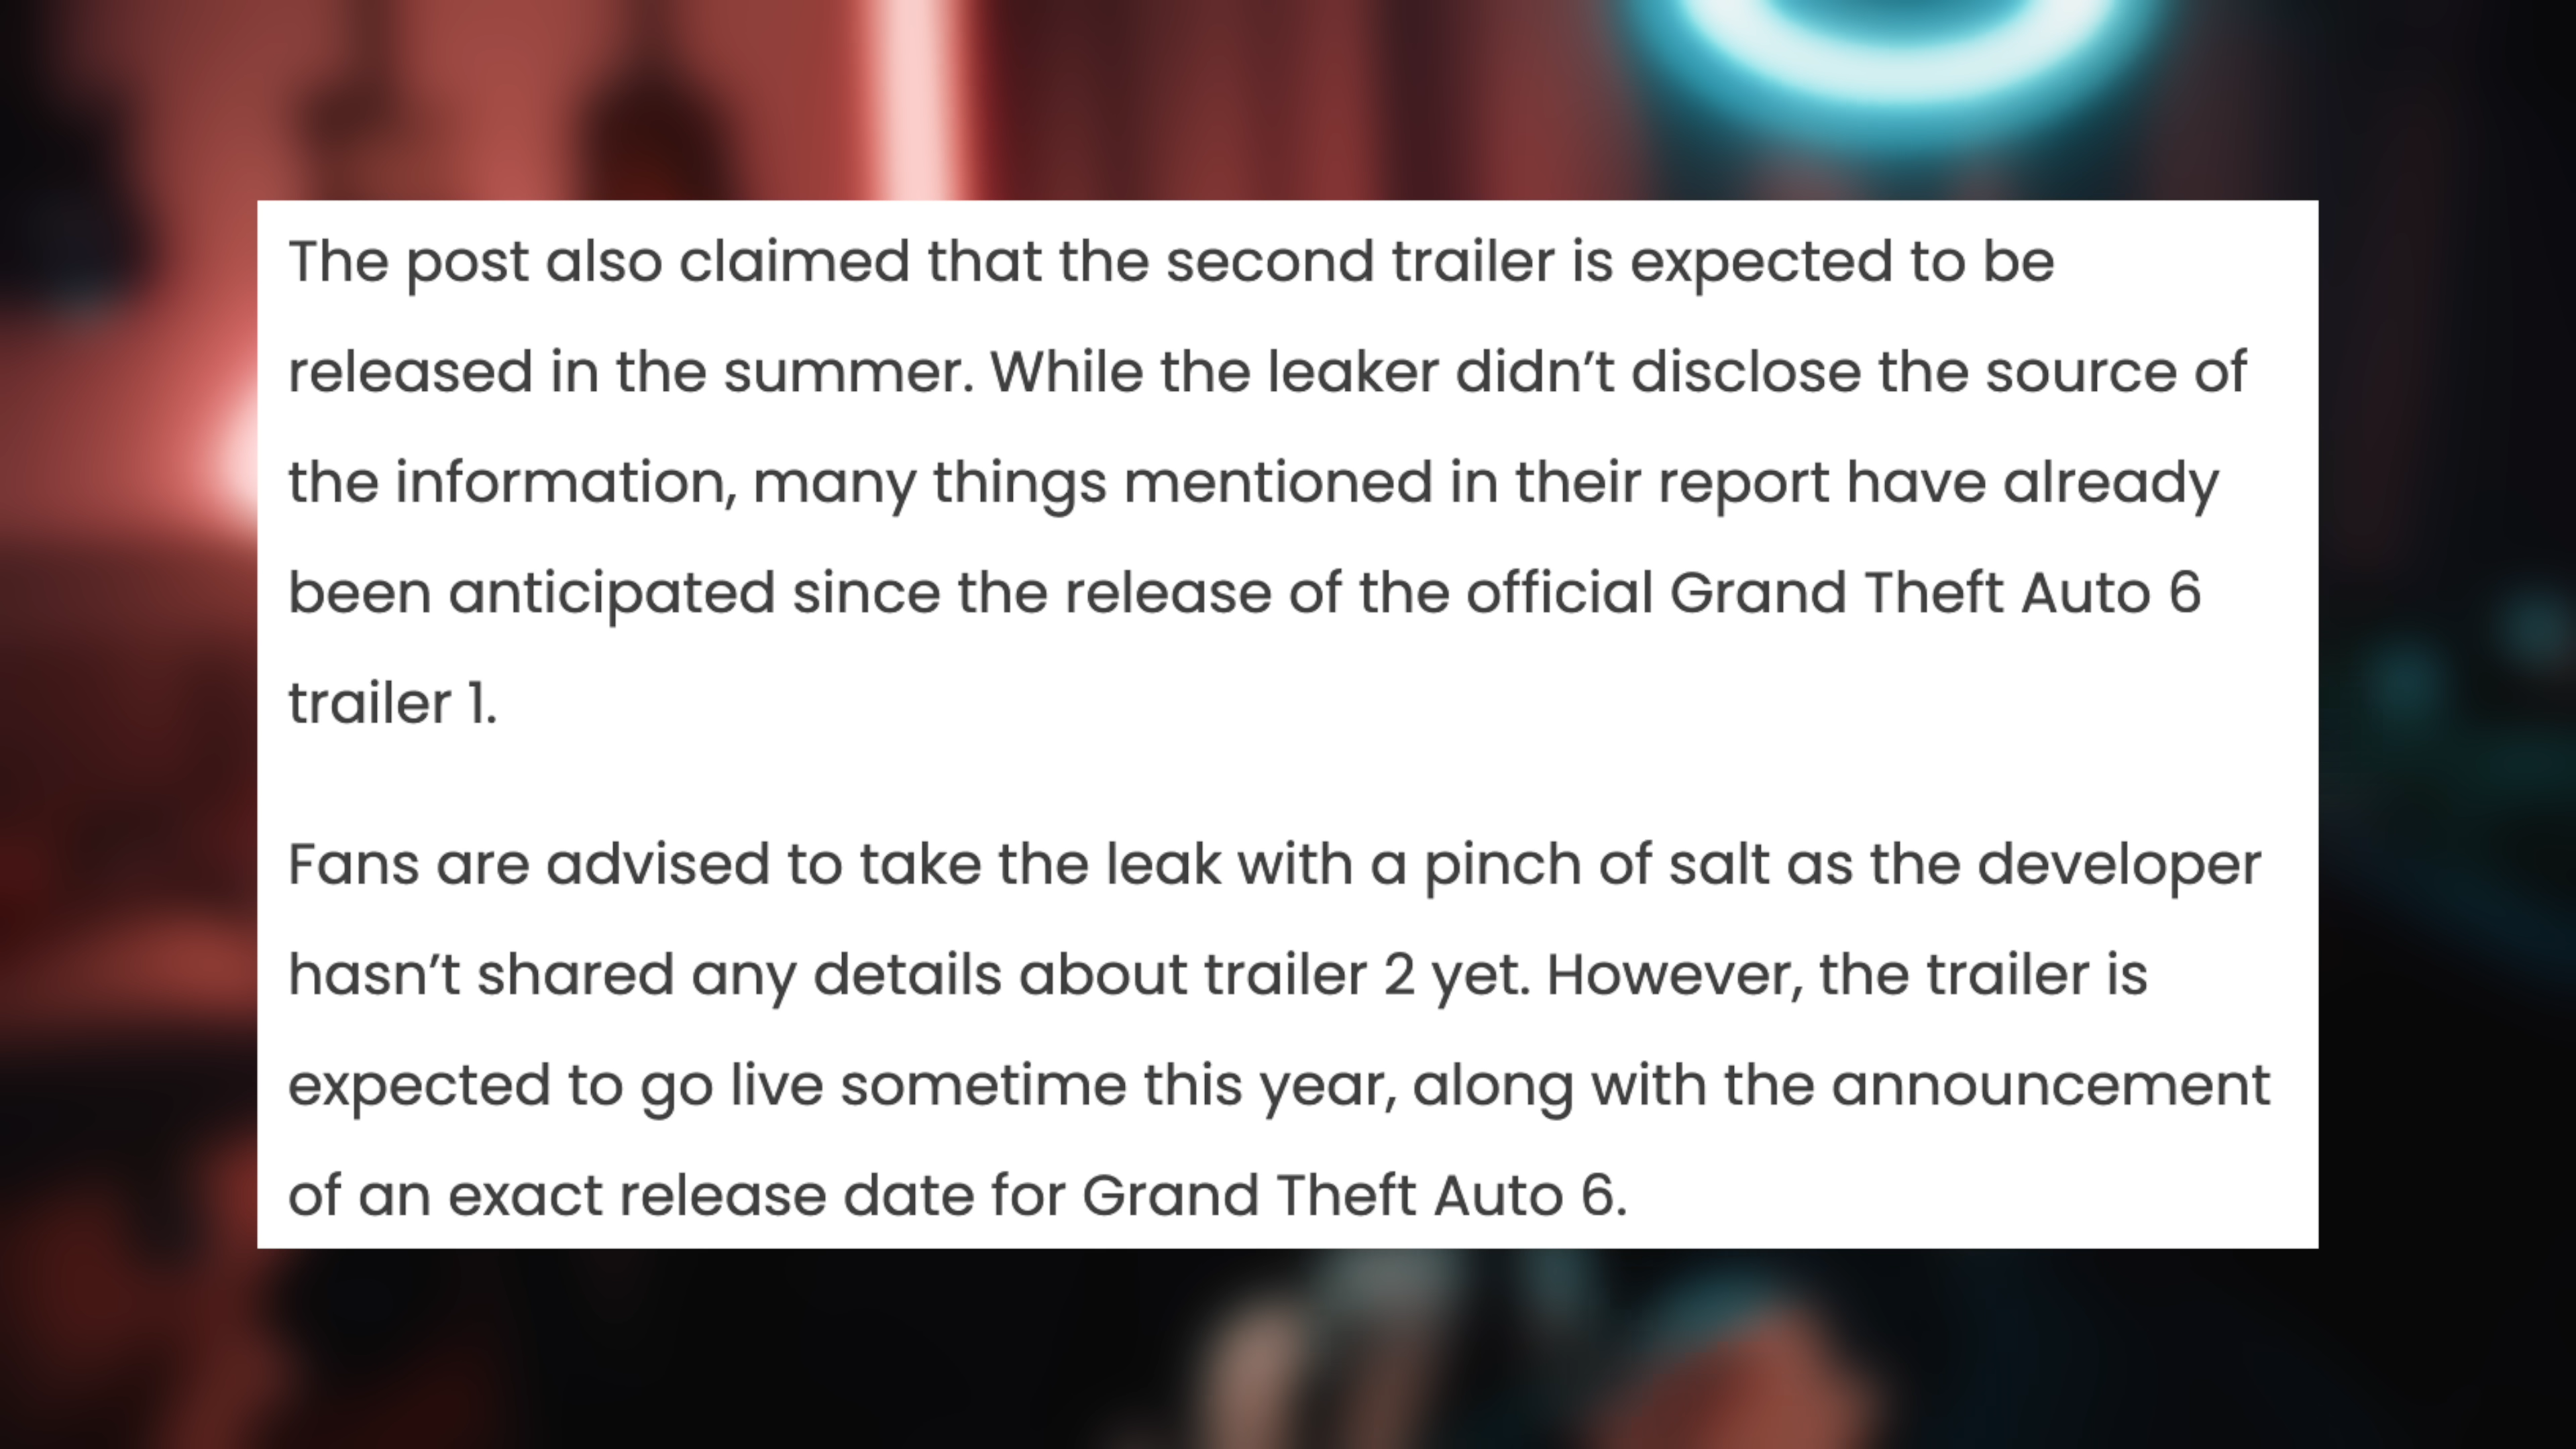 The post also claimed that the second trailer is expected to be
released in the summer. While the leaker didn’t disclose the source of
the information, many things mentioned in their report have already
been anticipated since the release of the official Grand Theft Auto 6
trailer 1.
Fans are advised to take the leak with a pinch of salt as the developer
hasn’t shared any details about trailer 2 yet. However, the trailer is
expected to go live sometime this year, along with the announcement
of an exact release date for Grand Theft Auto 6.